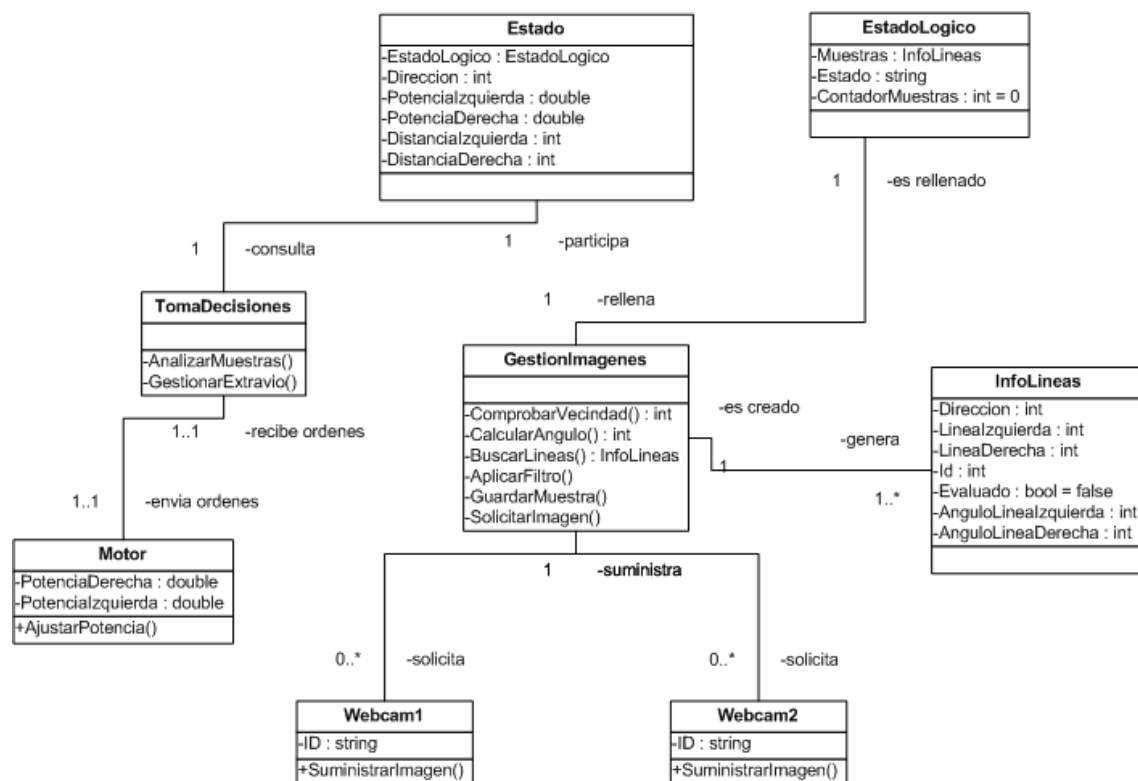 Estado
-EstadoLogico : EstadoLogico
-Direccion : int
-PotenciaIzquierda : double
-PotenciaDerecha : double
-DistanciaIzquierda : int
-DistanciaDerecha : int
EstadoLogico
-Muestras : InfoLineas
-Estado : string
-ContadorMuestras : int = 0
1 -es rellenado
1 -participa
1 -consulta
1 -rellena
TomaDecisiones
-AnalizarMuestras()
-GestionarExtravio()
GestionImagenes
-ComprobarVecindad() : int
-CalcularAngulo() : int
-BuscarLineas() : InfoLineas
-AplicarFiltro()
-GuardarMuestra()
-SolicitarImagen()
-es creado
1
-genera
1..*
InfoLineas
-Direccion : int
-LineaIzquierda : int
-LineaDerecha : int
-Id : int
-Evaluado : bool = false
-AnguloLineaIzquierda : int
-AnguloLineaDerecha : int
1..1 -recibe ordenes
1..1 -envia ordenes
Motor
-PotenciaDerecha : double
-PotenciaIzquierda : double
+AjustarPotencia()
1 -suministra
0..* -solicita
0..* -solicita
Webcam1
-ID : string
+SuministrarImagen()
Webcam2
-ID : string
+SuministrarImagen()